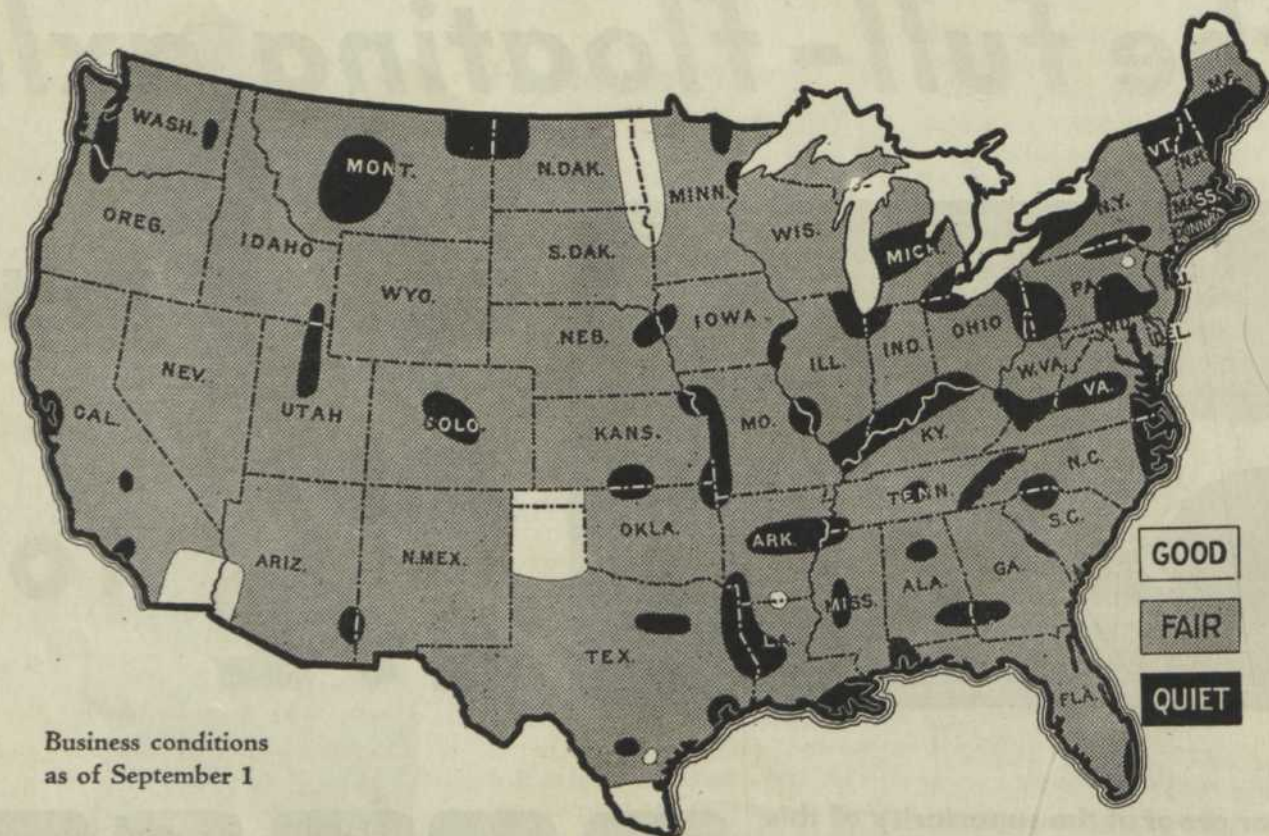 WASH.
MONT.
N.DAK.
MINN.
ME.
VT.
N.H.
OREG.
IDAHO
S.DAK.
WIS.
MICH.
N.Y.
MASS.
CONN.
WYO.
IOWA
PA.
N.J.
NEB.
OHIO
MD.
DEL.
NEV.
ILL.
IND.
W.VA.
VA.
CAL.
UTAH
COLO.
KANS.
MO.
KY.
N.C.
TENN.
ARIZ.
N.MEX.
OKLA.
ARK.
S.C.
MISS.
ALA.
GA.
TEX.
LA.
FLA.
GOOD
FAIR
QUIET
Business conditions
as of September 1